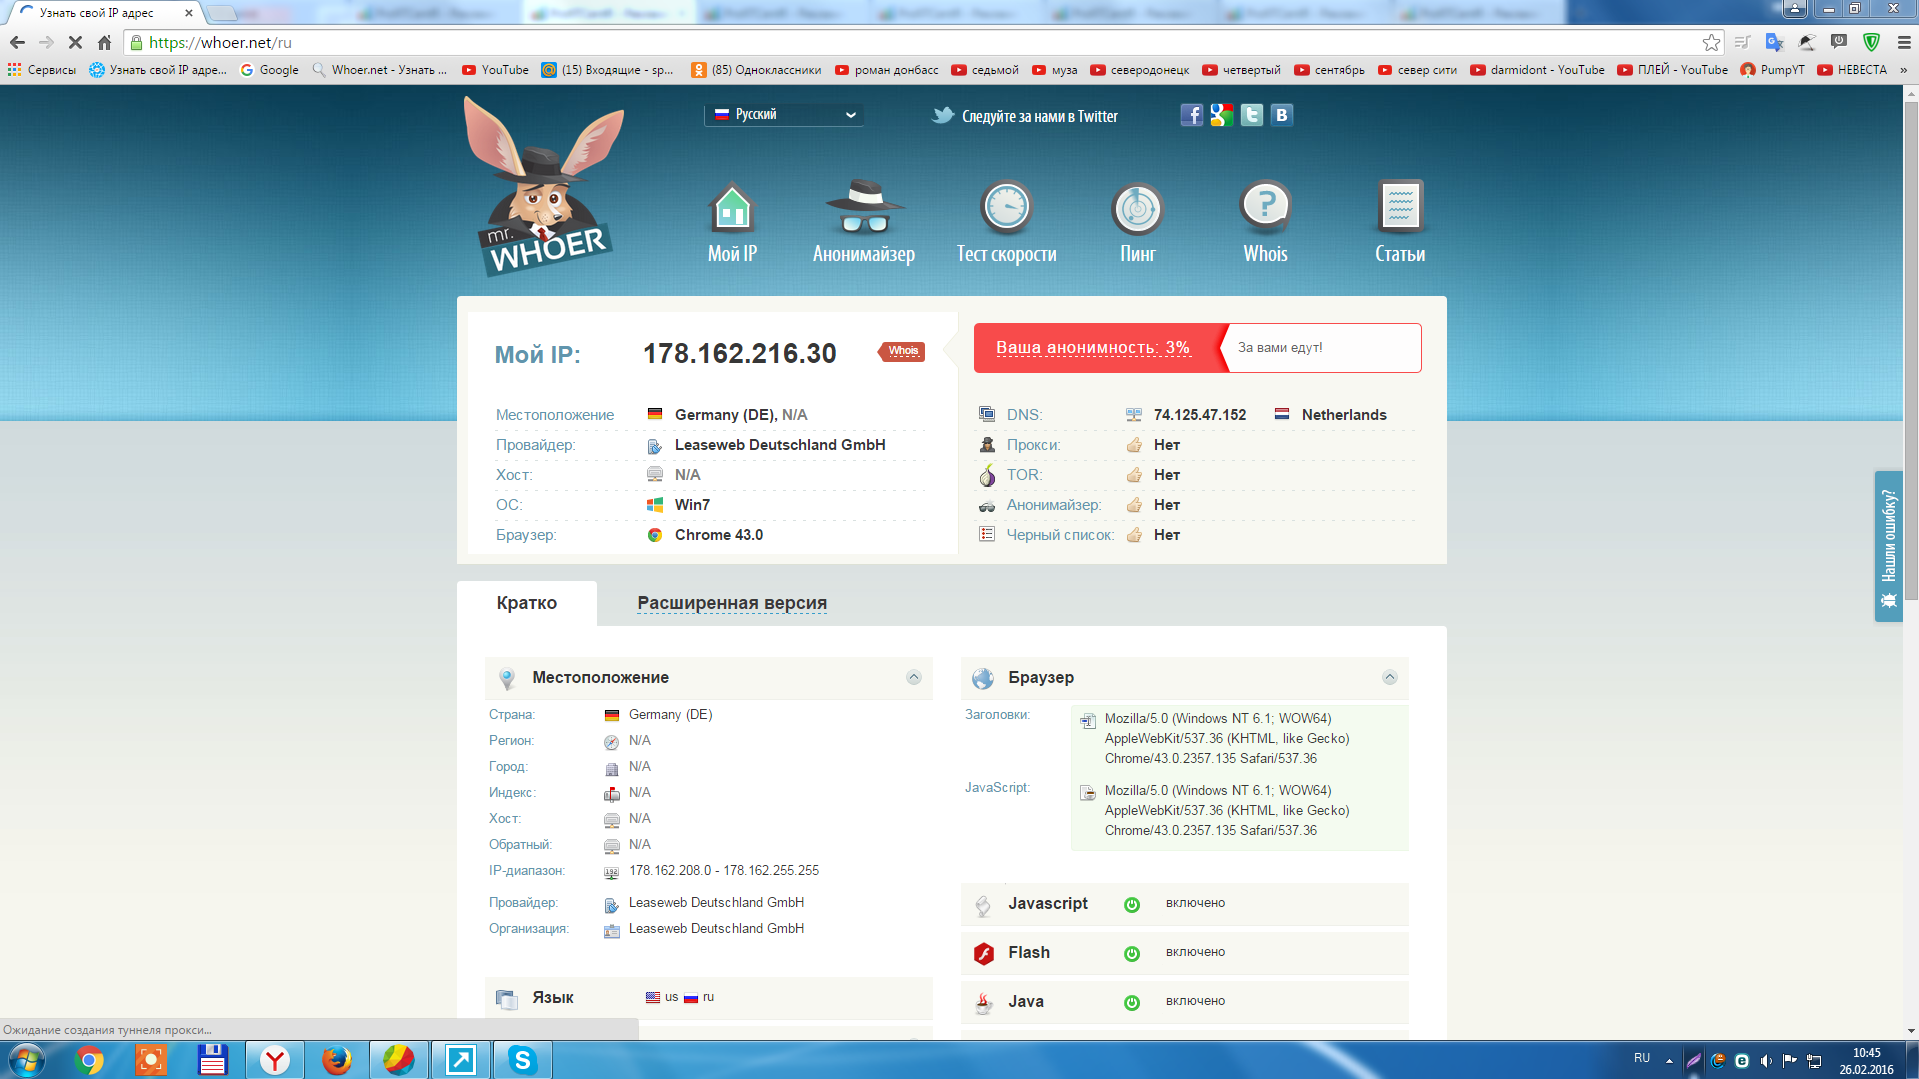 Узнать свой IP адрес
https://whoer.net/ru
Сервисы
Узнать свой IP адре...
Google
Whoer.net - Узнать ...
YouTube
(15) Входящие - sp...
(85) Одноклассники
роман донбасс
седьмой
муза
северодонецк
четвертый
сентябрь
север сити
darmidont - YouTube
ПЛЕЙ - YouTube
PumpYT
НЕВЕСТА
»
Русский
Следуйте за нами в Twitter
mr.
WHOER
Мой IP
Анонимайзер
Тест скорости
Пинг
Whois
Статьи
Мой IP:
178.162.216.30
Whois
Ваша анонимность: 3%
За вами едут!
Местоположение
Germany (DE), N/A
Провайдер:
Leaseweb Deutschland GmbH
Хост:
N/A
ОС:
Win7
Браузер:
Chrome 43.0
DNS:
74.125.47.152
Netherlands
Прокси:
Нет
TOR:
Нет
Анонимайзер:
Нет
Черный список:
Нет
Нашли ошибку?
Кратко
Расширенная версия
Местоположение
Страна:
Germany (DE)
Регион:
N/A
Город:
N/A
Индекс:
N/A
Хост:
N/A
Обратный:
N/A
IP-диапазон:
178.162.208.0 - 178.162.255.255
Провайдер:
Leaseweb Deutschland GmbH
Организация:
Leaseweb Deutschland GmbH
Язык
us
ru
Браузер
Заголовки:
Mozilla/5.0 (Windows NT 6.1; WOW64)
AppleWebKit/537.36 (KHTML, like Gecko)
Chrome/43.0.2357.135 Safari/537.36
JavaScript:
Mozilla/5.0 (Windows NT 6.1; WOW64)
AppleWebKit/537.36 (KHTML, like Gecko)
Chrome/43.0.2357.135 Safari/537.36
Javascript
включено
Flash
включено
Java
включено
Ожидание создания туннеля прокси...
RU
10:45
26.02.2016